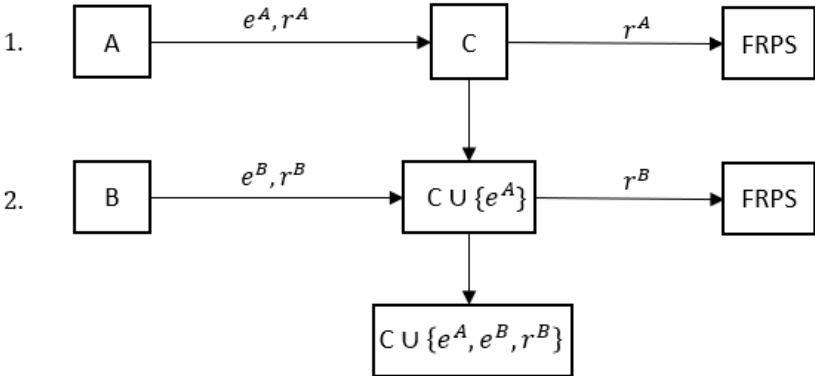 1. A e^A, r^A C r^A FRPS
2. B e^B, r^B C ∪ {e^A} r^B FRPS
C ∪ {e^A, e^B, r^B}